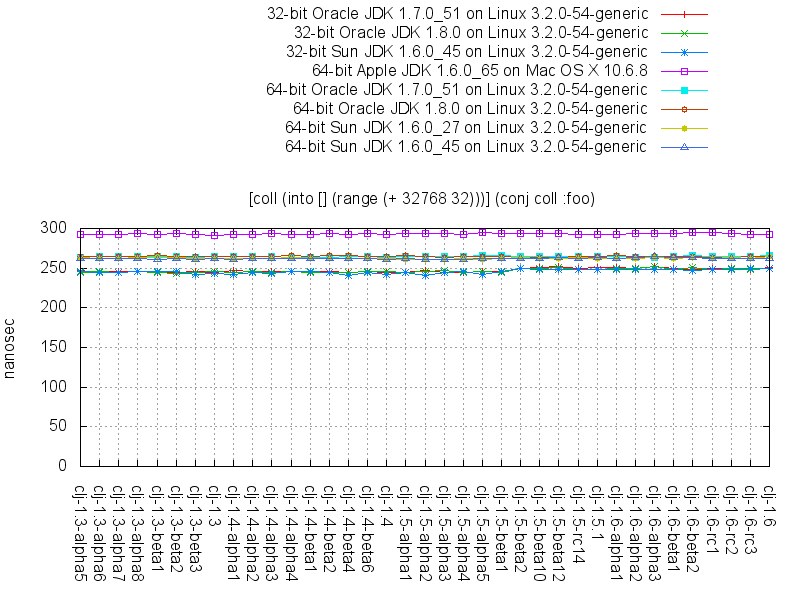 32-bit Oracle JDK 1.7.0_51 on Linux 3.2.0-54-generic
32-bit Oracle JDK 1.8.0 on Linux 3.2.0-54-generic
32-bit Sun JDK 1.6.0_45 on Linux 3.2.0-54-generic
64-bit Apple JDK 1.6.0_65 on Mac OS X 10.6.8
64-bit Oracle JDK 1.7.0_51 on Linux 3.2.0-54-generic
64-bit Oracle JDK 1.8.0 on Linux 3.2.0-54-generic
64-bit Sun JDK 1.6.0_27 on Linux 3.2.0-54-generic
64-bit Sun JDK 1.6.0_45 on Linux 3.2.0-54-generic
[coll (into [] (range (+ 32768 32)))] (conj coll :foo)
300
250
200
150
100
50
0
nanosec
clj-1.3-alpha5
clj-1.3-alpha6
clj-1.3-alpha7
clj-1.3-alpha8
clj-1.3-beta1
clj-1.3-beta2
clj-1.3-beta3
clj-1.3
clj-1.4-alpha1
clj-1.4-alpha2
clj-1.4-alpha3
clj-1.4-alpha4
clj-1.4-beta1
clj-1.4-beta2
clj-1.4-beta4
clj-1.4-beta6
clj-1.4
clj-1.5-alpha1
clj-1.5-alpha2
clj-1.5-alpha3
clj-1.5-alpha4
clj-1.5-alpha5
clj-1.5-beta1
clj-1.5-beta2
clj-1.5-beta10
clj-1.5-beta12
clj-1.5-rc14
clj-1.5.1
clj-1.6-alpha1
clj-1.6-alpha2
clj-1.6-alpha3
clj-1.6-beta1
clj-1.6-beta2
clj-1.6-rc1
clj-1.6-rc2
clj-1.6-rc3
clj-1.6